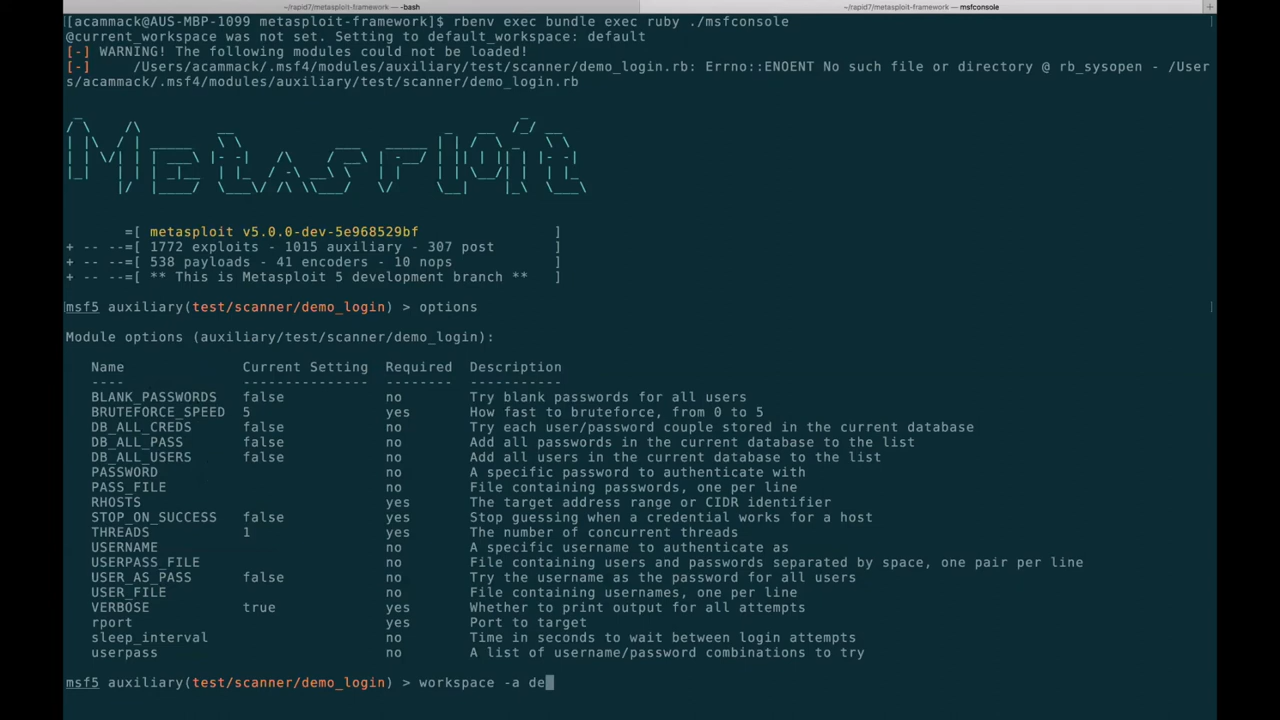 ~/rapid7/metasploit-framework — -bash
~/rapid7/metasploit-framework — msfconsole
+
[acammack@AUS-MBP-1099 metasploit-framework]$ rbenv exec bundle exec ruby ./msfconsole
@current_workspace was not set. Setting to default_workspace: default
[-] WARNING! The following modules could not be loaded!
[-]     /Users/acammack/.msf4/modules/auxiliary/test/scanner/demo_login.rb: Errno::ENOENT No such file or directory @ rb_sysopen - /User
s/acammack/.msf4/modules/auxiliary/test/scanner/demo_login.rb
Metasploit
=[ metasploit v5.0.0-dev-5e968529bf ]
+ -- --=[ 1772 exploits - 1015 auxiliary - 307 post ]
+ -- --=[ 538 payloads - 41 encoders - 10 nops ]
+ -- --=[ ** This is Metasploit 5 development branch ** ]
msf5 auxiliary(test/scanner/demo_login) > options
Module options (auxiliary/test/scanner/demo_login):
Name Current Setting Required Description
---- --------------- -------- -----------
BLANK_PASSWORDS false no Try blank passwords for all users
BRUTEFORCE_SPEED 5 yes How fast to bruteforce, from 0 to 5
DB_ALL_CREDS false no Try each user/password couple stored in the current database
DB_ALL_PASS false no Add all passwords in the current database to the list
DB_ALL_USERS false no Add all users in the current database to the list
PASSWORD no A specific password to authenticate with
PASS_FILE no File containing passwords, one per line
RHOSTS yes The target address range or CIDR identifier
STOP_ON_SUCCESS false yes Stop guessing when a credential works for a host
THREADS 1 yes The number of concurrent threads
USERNAME no A specific username to authenticate as
USERPASS_FILE no File containing users and passwords separated by space, one pair per line
USER_AS_PASS false no Try the username as the password for all users
USER_FILE no File containing usernames, one per line
VERBOSE true yes Whether to print output for all attempts
rport yes Port to target
sleep_interval no Time in seconds to wait between login attempts
userpass no A list of username/password combinations to try
msf5 auxiliary(test/scanner/demo_login) > workspace -a de